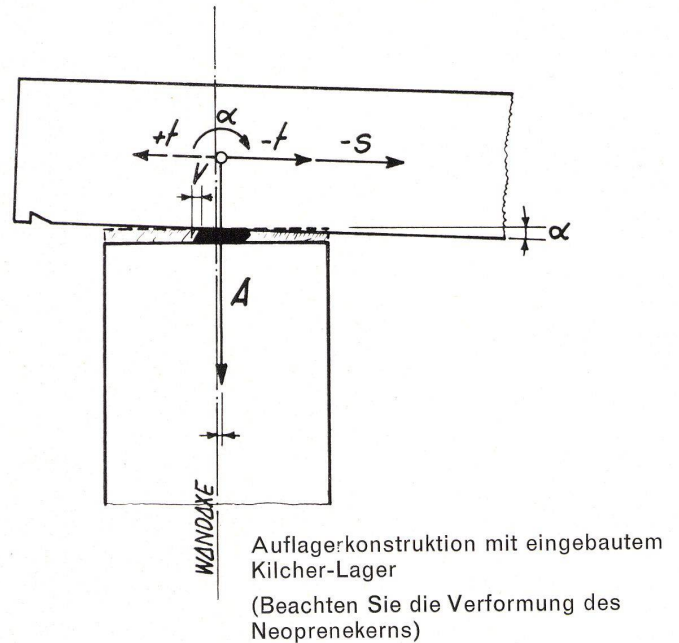 α
+t
-t
-s
V
α
A
WANDAXE
Auflagerkonstruktion mit eingebautem
Kilcher-Lager
(Beachten Sie die Verformung des
Neoprenekerns)